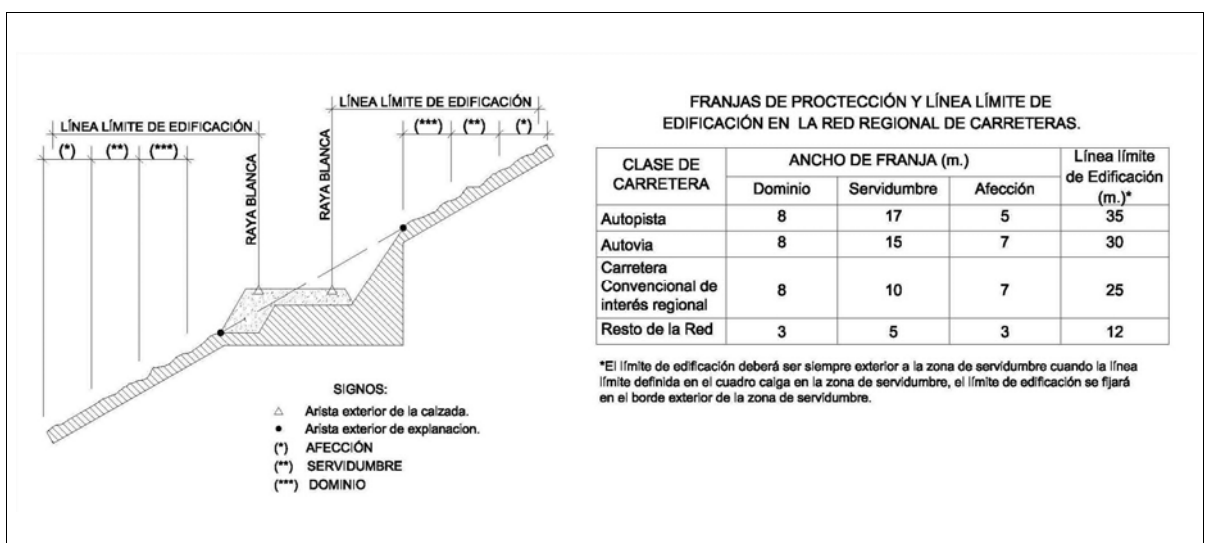 LÍNEA LÍMITE DE EDIFICACIÓN
(***) (**) (*)
LÍNEA LÍMITE DE EDIFICACIÓN
(*) (**) (***)
RAYA BLANCA
RAYA BLANCA
SIGNOS:
△ Arista exterior de la calzada.
● Arista exterior de explanacion.
(*) AFECCIÓN
(**) SERVIDUMBRE
(***) DOMINIO
FRANJAS DE PROCTECCIÓN Y LÍNEA LÍMITE DE
EDIFICACIÓN EN LA RED REGIONAL DE CARRETERAS.
CLASE DE
CARRETERA
ANCHO DE FRANJA (m.)
Línea límite
de Edificación
(m.)*
Dominio Servidumbre Afección
Autopista 8 17 5 35
Autovia 8 15 7 30
Carretera
Convencional de
interés regional
8 10 7 25
Resto de la Red 3 5 3 12
*El límite de edificación deberá ser siempre exterior a la zona de servidumbre cuando la línea
límite definida en el cuadro caiga en la zona de servidumbre, el límite de edificación se fijará
en el borde exterior de la zona de servidumbre.